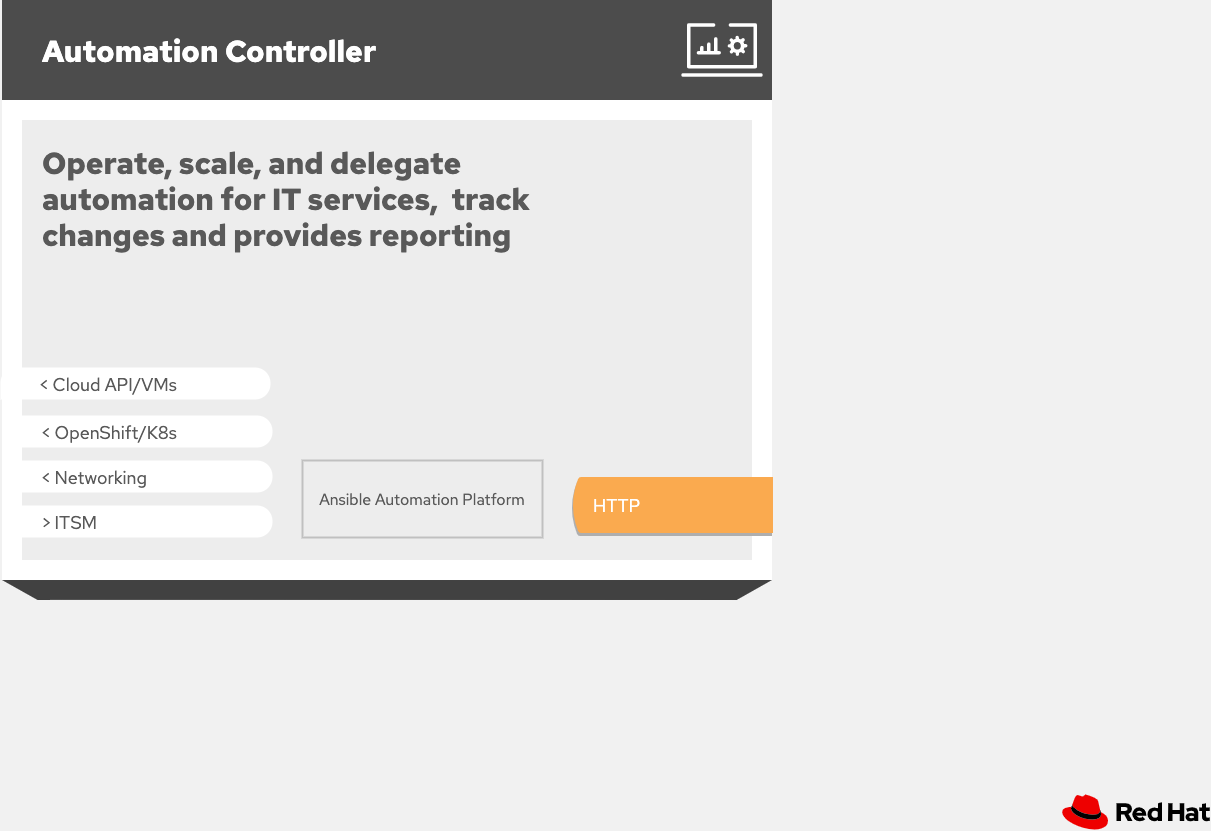 Automation Controller
Operate, scale, and delegate
automation for IT services,  track
changes and provides reporting
< Cloud API/VMs
< OpenShift/K8s
< Networking
> ITSM
Ansible Automation Platform
HTTP
Red Hat